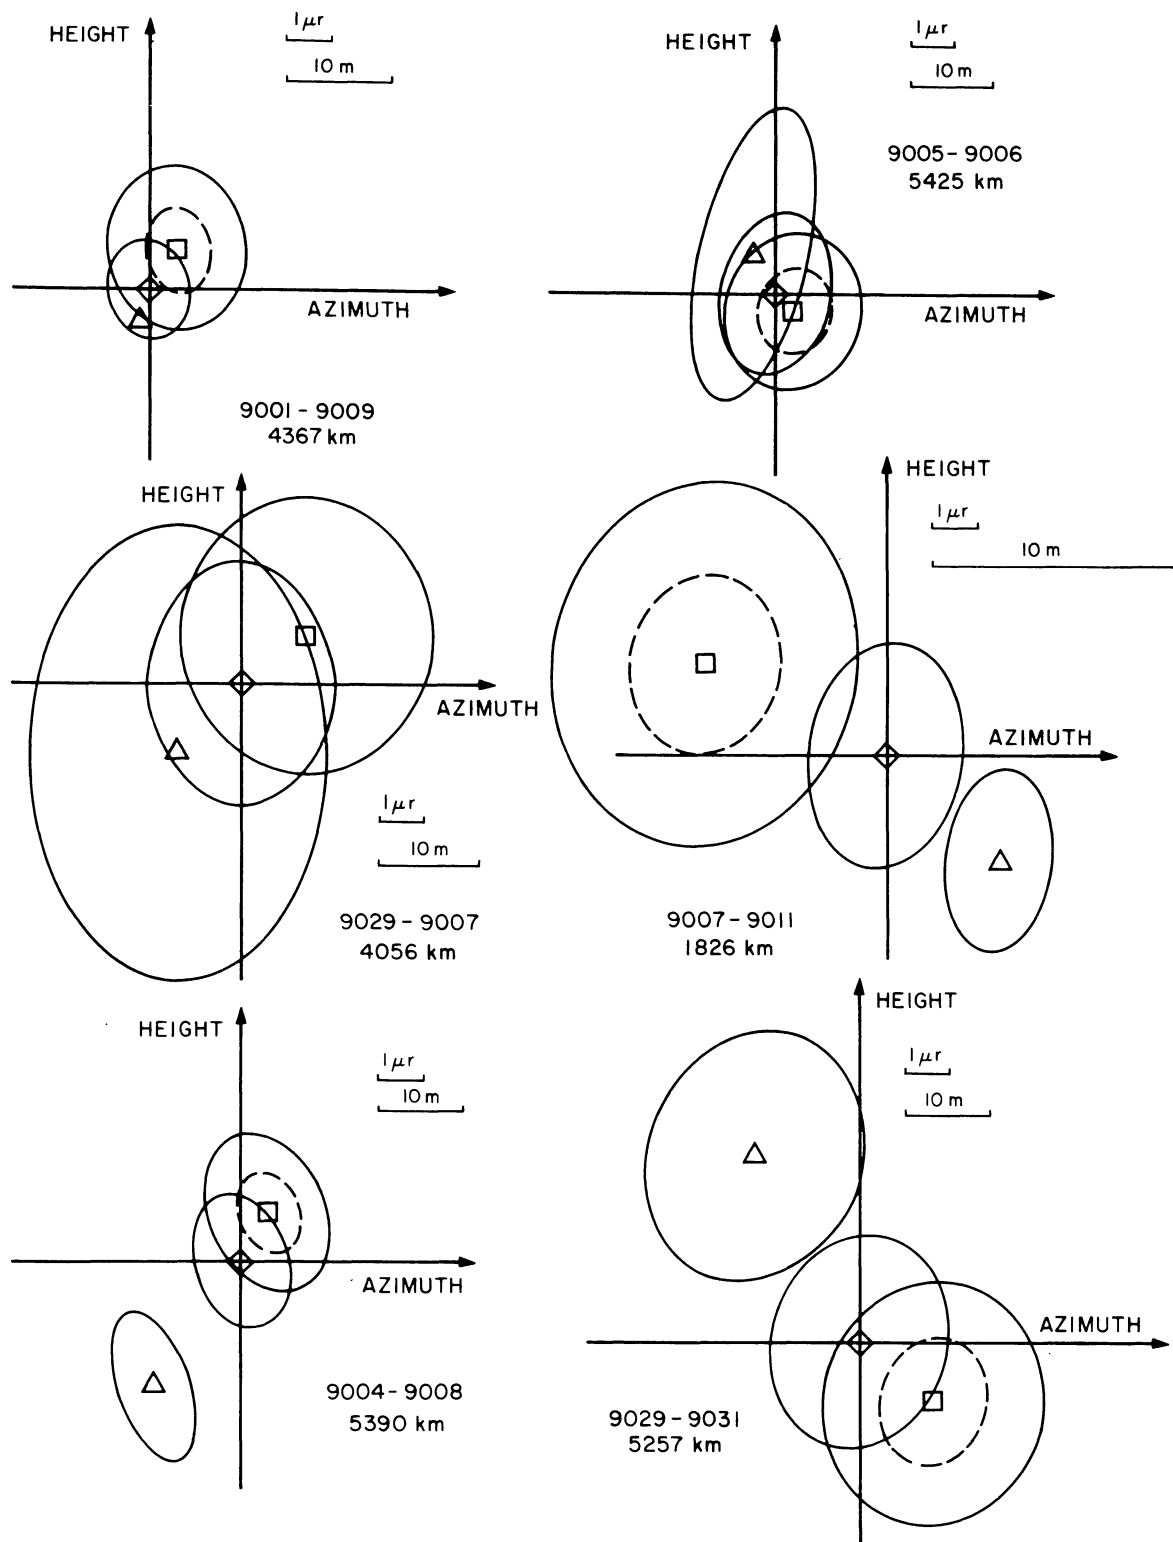 HEIGHT
1 μr
10 m
AZIMUTH
9001 - 9009
4367 km
HEIGHT
1 μr
10 m
9005 - 9006
5425 km
AZIMUTH
HEIGHT
AZIMUTH
1 μr
10 m
9029 - 9007
4056 km
HEIGHT
1 μr
10 m
AZIMUTH
9007 - 9011
1826 km
HEIGHT
1 μr
10 m
AZIMUTH
9004 - 9008
5390 km
HEIGHT
1 μr
10 m
AZIMUTH
9029 - 9031
5257 km